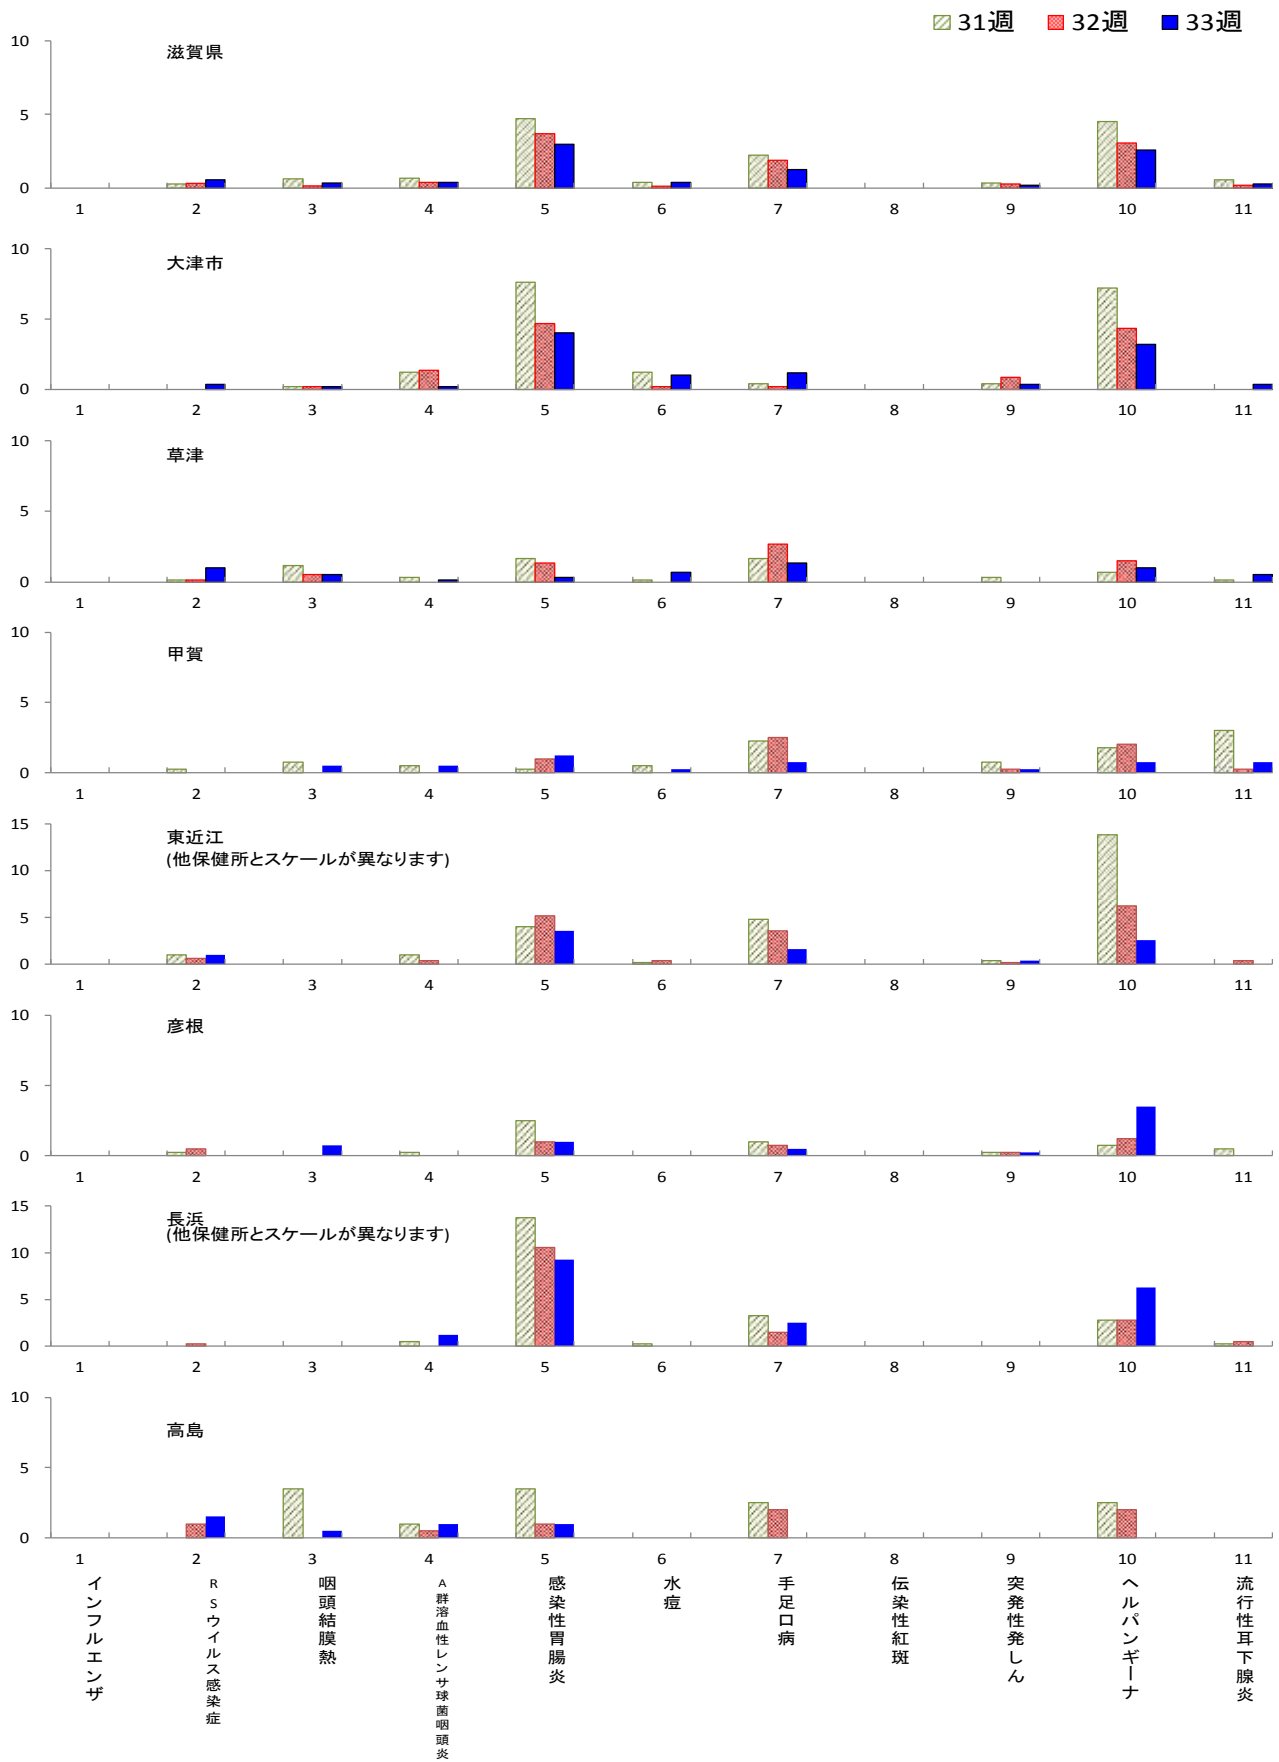 31週 32週 33週
滋賀県
10
5
0
1 2 3 4 5 6 7 8 9 10 11
大津市
10
5
0
1 2 3 4 5 6 7 8 9 10 11
草津
10
5
0
1 2 3 4 5 6 7 8 9 10 11
甲賀
10
5
0
1 2 3 4 5 6 7 8 9 10 11
東近江
(他保健所とスケールが異なります)
15
10
5
0
1 2 3 4 5 6 7 8 9 10 11
彦根
10
5
0
1 2 3 4 5 6 7 8 9 10 11
長浜
(他保健所とスケールが異なります)
15
10
5
0
1 2 3 4 5 6 7 8 9 10 11
高島
10
5
0
1 2 3 4 5 6 7 8 9 10 11
インフルエンザ
RSウイルス感染症
咽頭結膜熱
A群溶血性レンサ球菌咽頭炎
感染性胃腸炎
水痘
手足口病
伝染性紅斑
突発性発しん
ヘルパンギーナ
流行性耳下腺炎